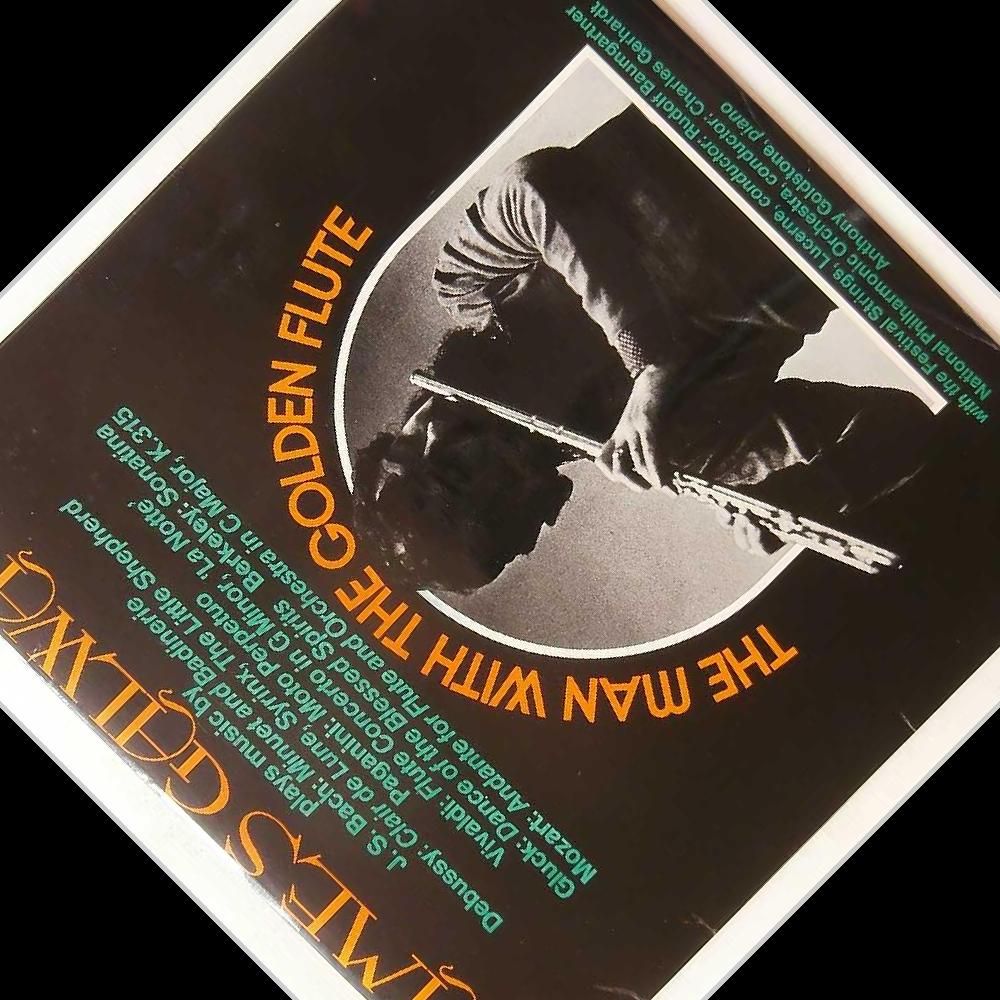 JAMES GALWAY
plays music by
J.S. Bach: Minuet and Badinerie
Debussy: Clair de Lune, Syrinx, The Little Shepherd
Paganini: Moto Perpetuo
Vivaldi: Flute Concerto in G Minor, 'La Notte'
Gluck: Dance of the Blessed Spirits Berkeley: Sonatina
Mozart: Andante for Flute and Orchestra in C Major, K.315
THE MAN WITH THE GOLDEN FLUTE
with the Festival Strings, Lucerne, conductor: Rudolf Baumgartner
National Philharmonic Orchestra, conductor: Charles Gerhardt
Anthony Goldstone, piano